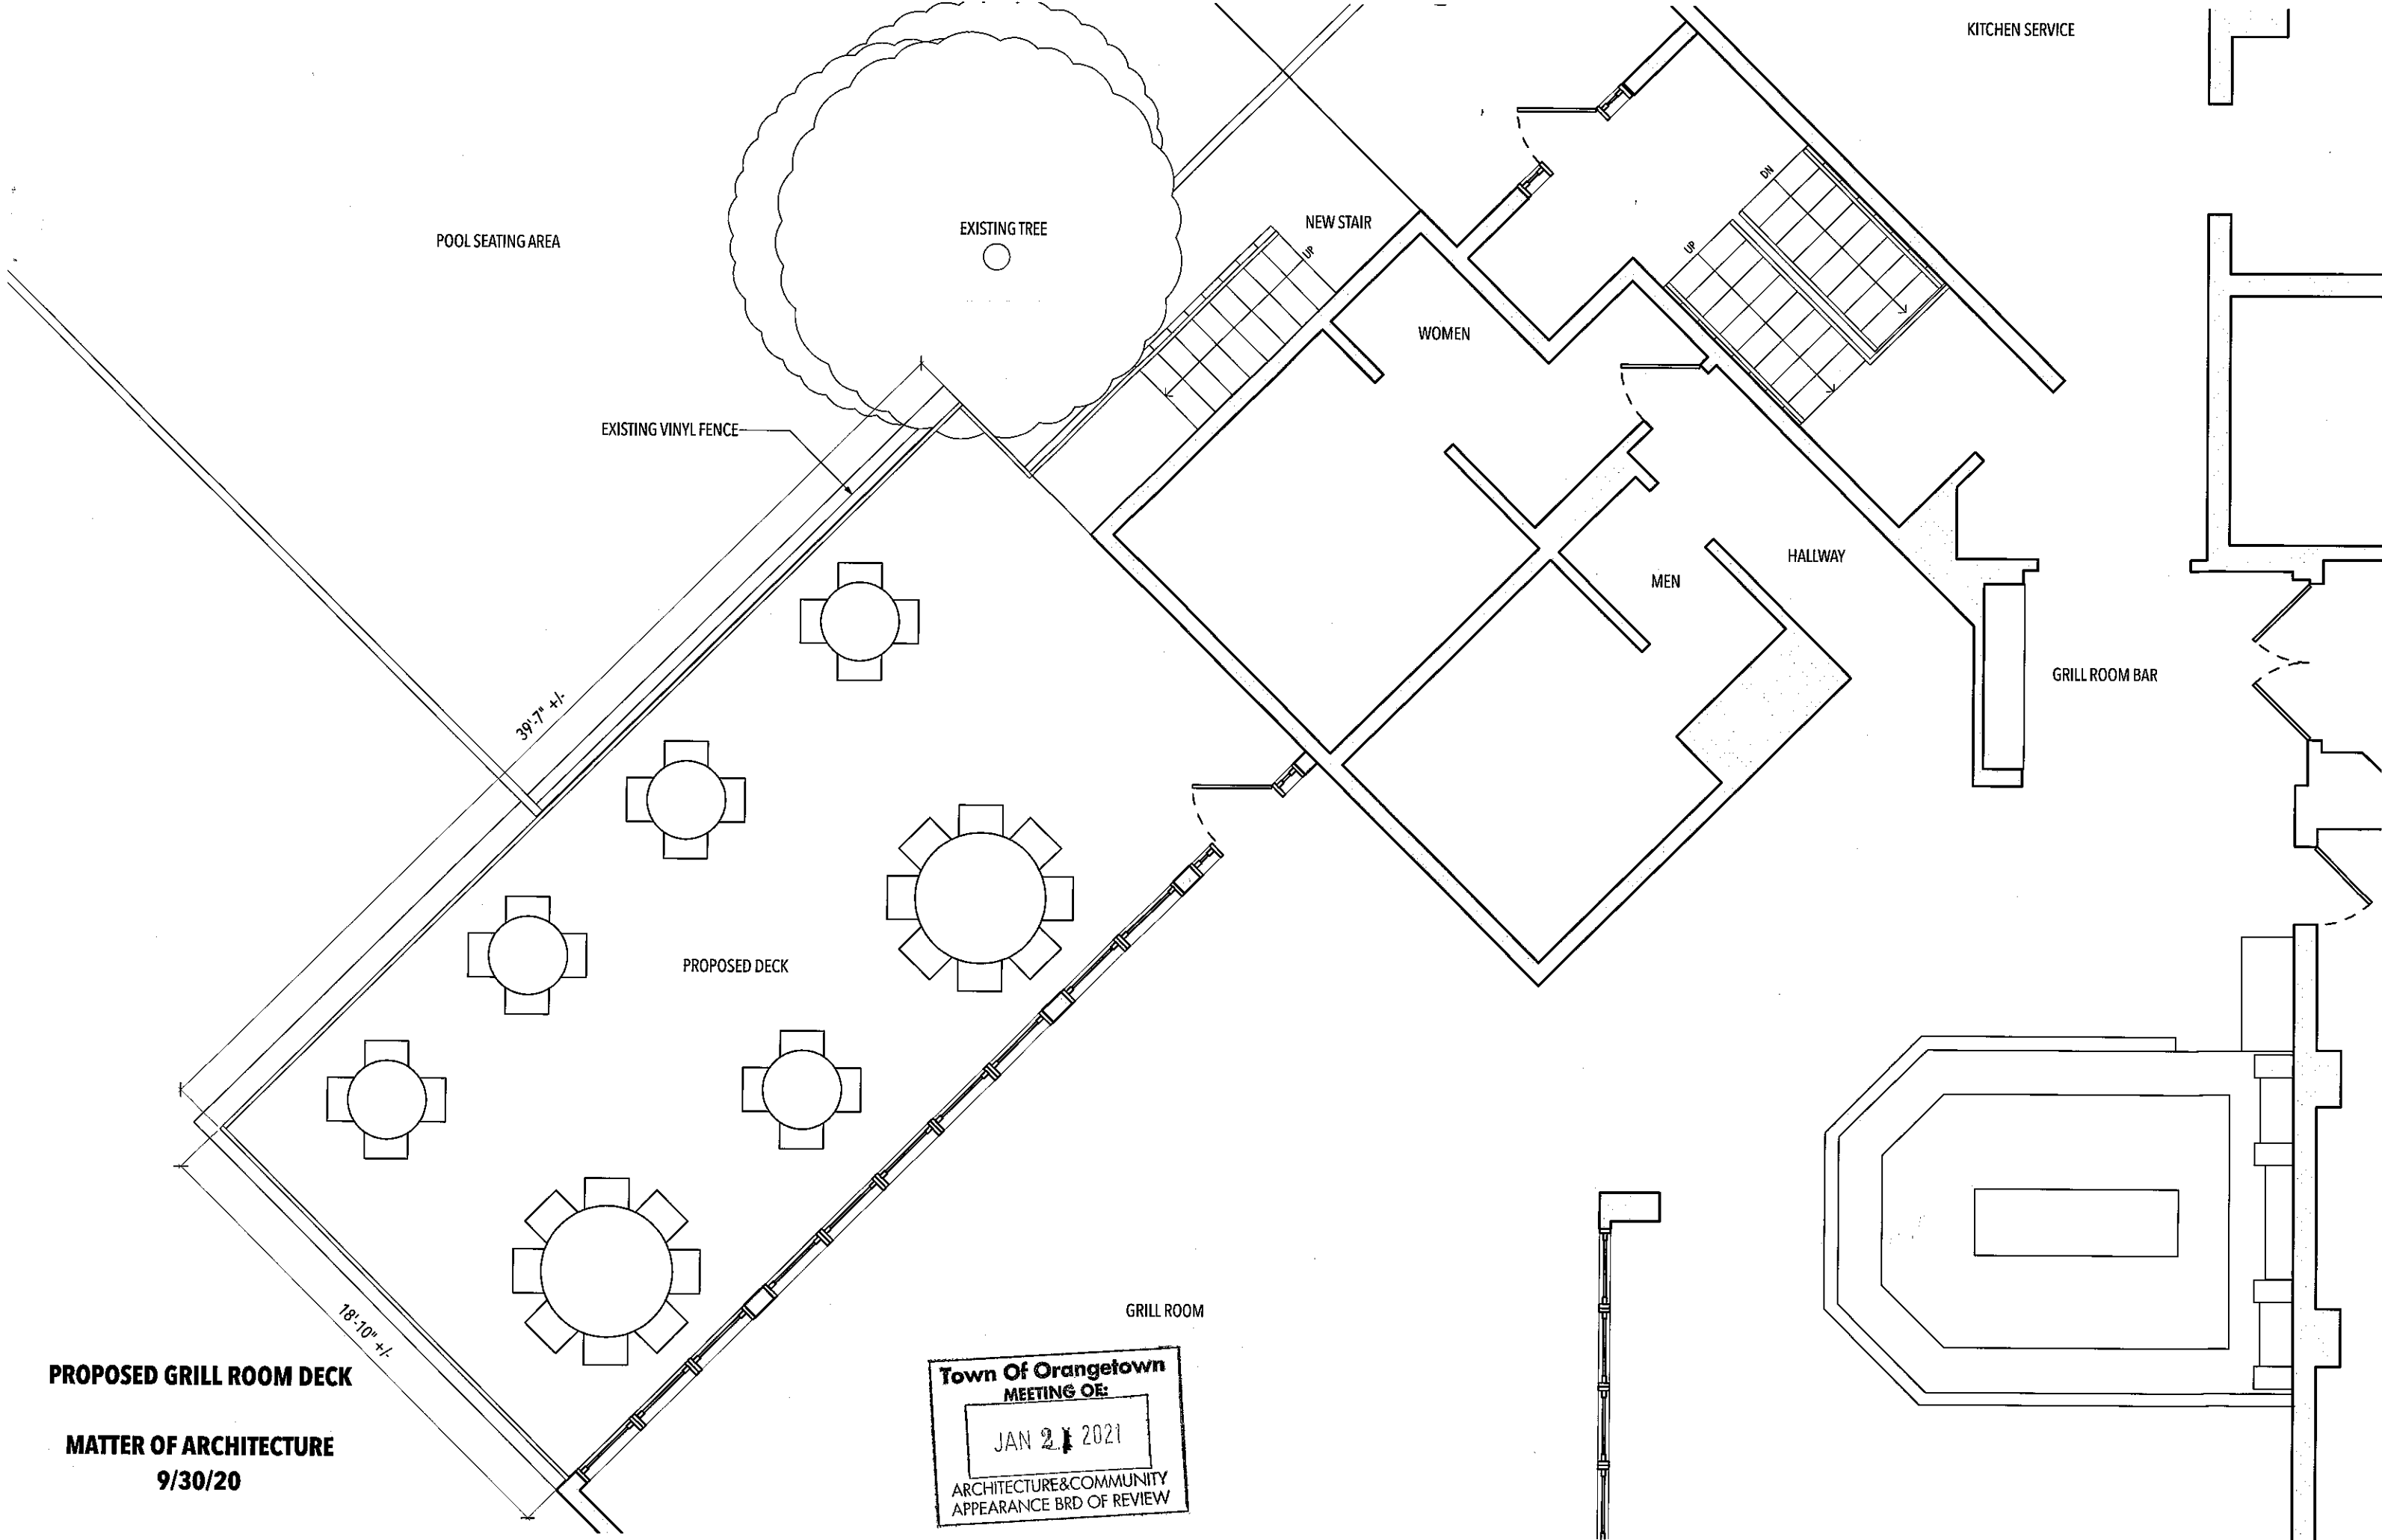 KITCHEN SERVICE
DN
NEW STAIR
EXISTING TREE
POOL SEATING AREA
UP
UP
WOMEN
EXISTING VINYL FENCE
HALLWAY
MEN
GRILL ROOM BAR
39'-7" +/-
PROPOSED DECK
GRILL ROOM
18'-10" +/-
PROPOSED GRILL ROOM DECK
MATTER OF ARCHITECTURE
9/30/20
Town Of Orangetown
MEETING OF:
JAN 21 2021
ARCHITECTURE&COMMUNITY
APPEARANCE BRD OF REVIEW